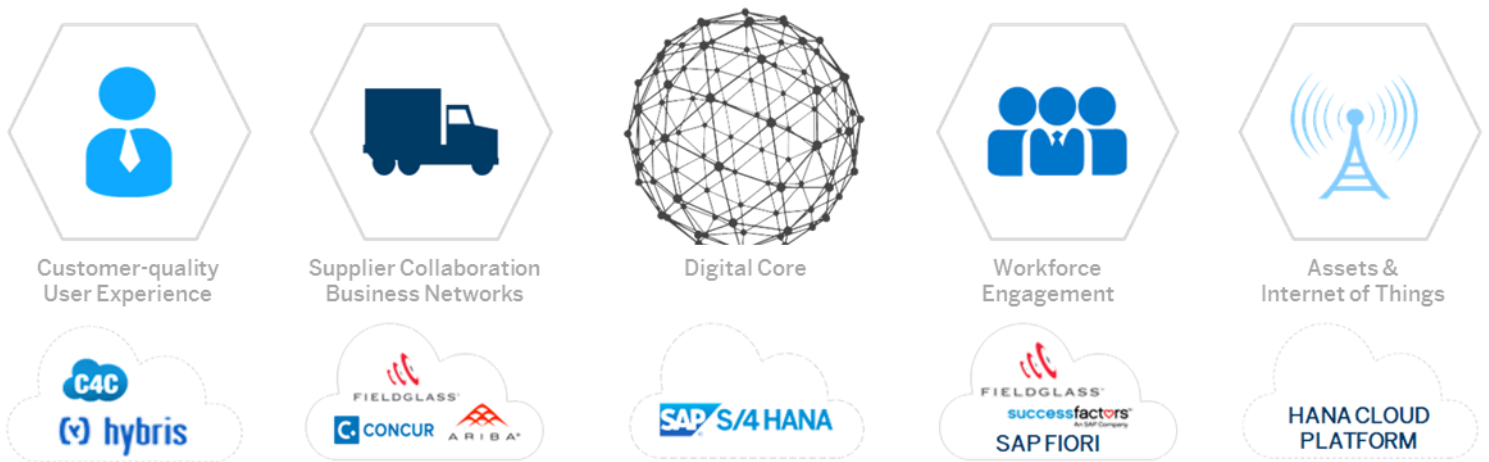 Customer-quality
User Experience
Supplier Collaboration
Business Networks
Digital Core
Workforce
Engagement
Assets &
Internet of Things
C4C
hybris
FIELDGLASS
C. CONCUR
ARIBA®
SAP S/4 HANA
FIELDGLASS
successfactors™
An SAP Company
SAP FIORI
HANA CLOUD
PLATFORM